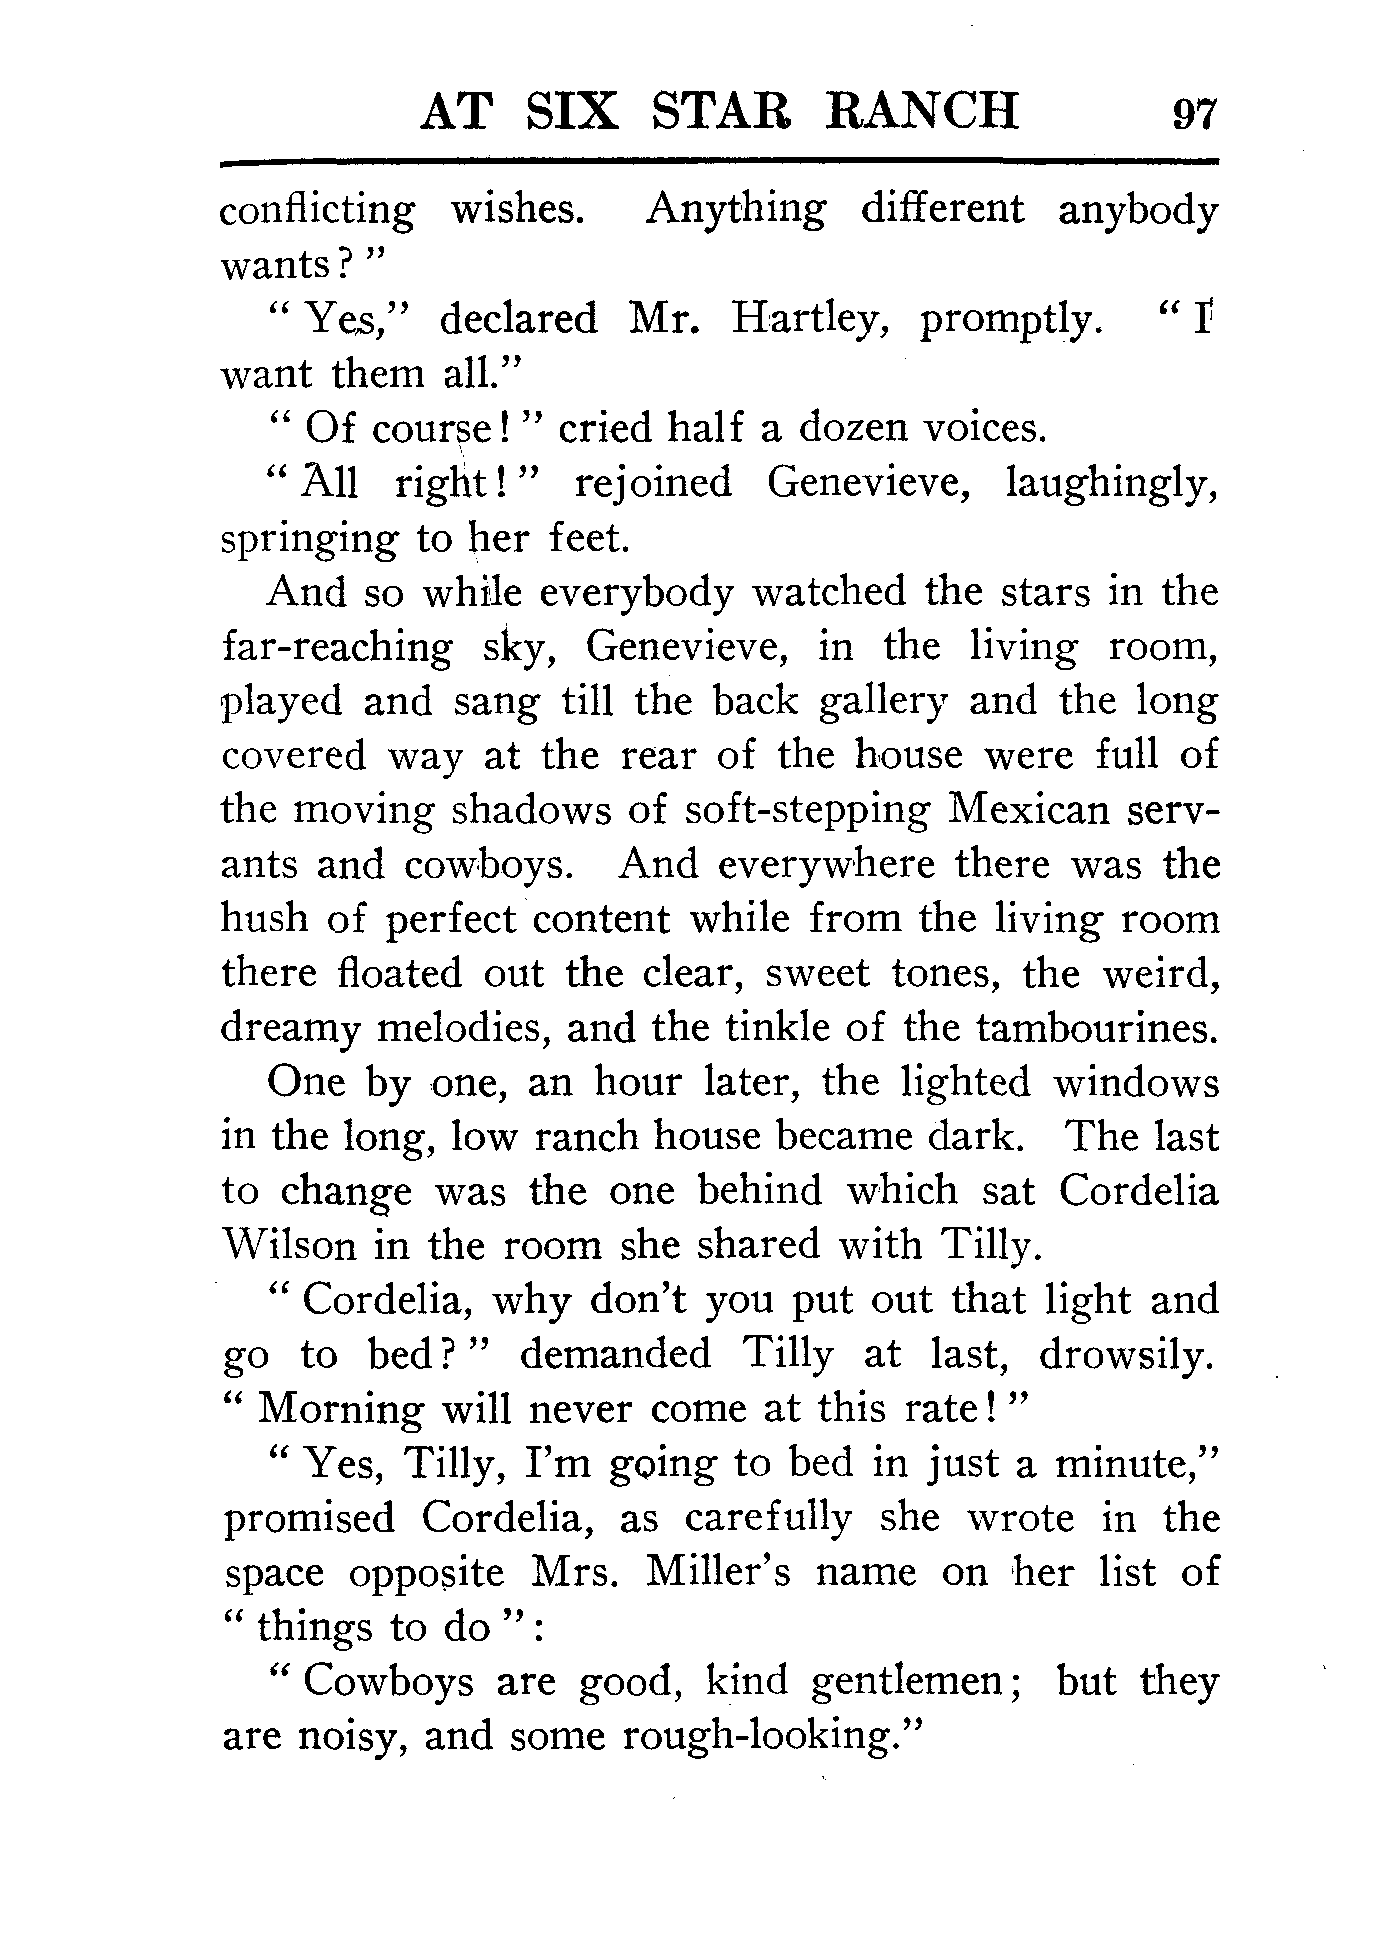 AT SIX STAR RANCH 97
conflicting wishes. Anything different anybody
wants? "
" Yes," declared Mr. Hartley, promptly. " I
want them all."
" Of course! " cried half a dozen voices.
" All right! " rejoined Genevieve, laughingly,
springing to her feet.
And so while everybody watched the stars in the
far-reaching sky, Genevieve, in the living room,
played and sang till the back gallery and the long
covered way at the rear of the house were full of
the moving shadows of soft-stepping Mexican serv-
ants and cowboys. And everywhere there was the
hush of perfect content while from the living room
there floated out the clear, sweet tones, the weird,
dreamy melodies, and the tinkle of the tambourines.
One by one, an hour later, the lighted windows
in the long, low ranch house became dark. The last
to change was the one behind which sat Cordelia
Wilson in the room she shared with Tilly.
" Cordelia, why don't you put out that light and
go to bed? " demanded Tilly at last, drowsily.
" Morning will never come at this rate! "
" Yes, Tilly, I'm going to bed in just a minute,"
promised Cordelia, as carefully she wrote in the
space opposite Mrs. Miller's name on her list of
" things to do ":
" Cowboys are good, kind gentlemen; but they
are noisy, and some rough-looking."